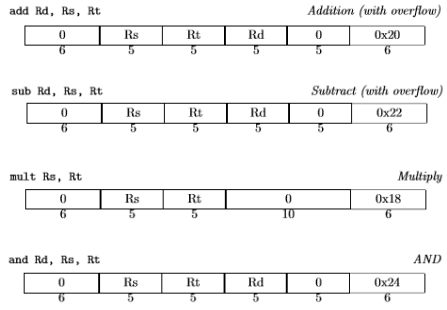 add Rd, Rs, Rt Addition (with overflow)
0 Rs Rt Rd 0 0x20
6 5 5 5 5 6
sub Rd, Rs, Rt Subtract (with overflow)
0 Rs Rt Rd 0 0x22
6 5 5 5 5 6
mult Rs, Rt Multiply
0 Rs Rt 0 0x18
6 5 5 10 6
and Rd, Rs, Rt AND
0 Rs Rt Rd 0 0x24
6 5 5 5 5 6